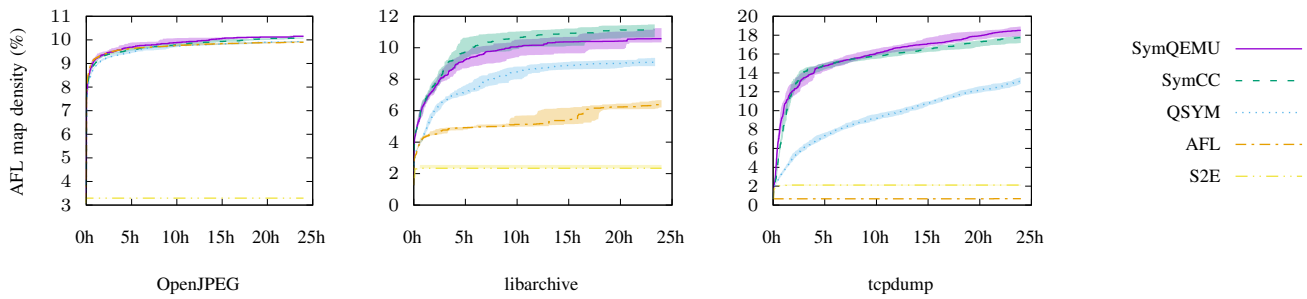 AFL map density (%)
11
10
9
8
7
6
5
4
3
0h 5h 10h 15h 20h 25h
OpenJPEG
12
10
8
6
4
2
0
0h 5h 10h 15h 20h 25h
libarchive
20
18
16
14
12
10
8
6
4
2
0
0h 5h 10h 15h 20h 25h
tcpdump
SymQEMU
SymCC
QSYM
AFL
S2E